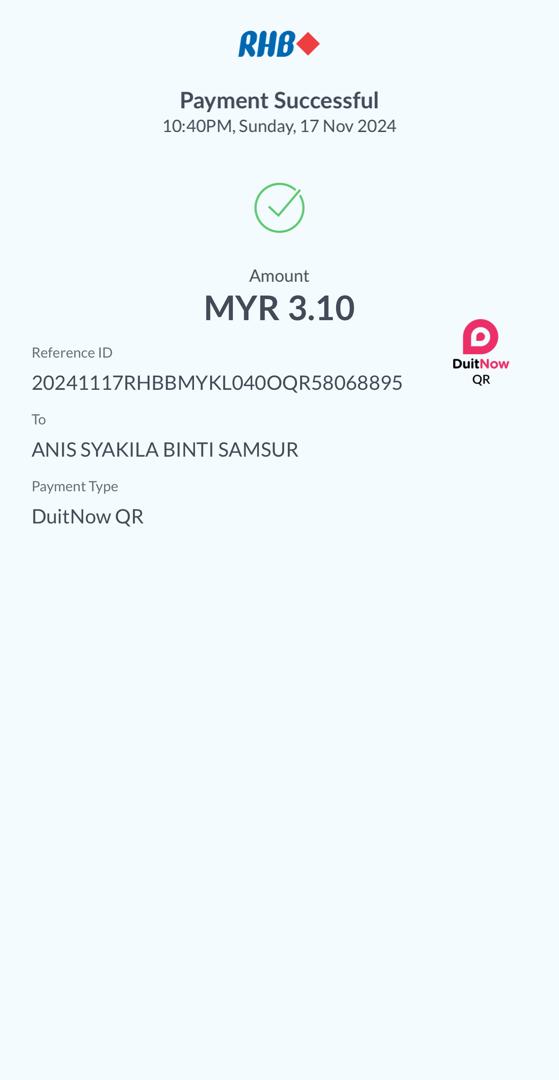 RHB
Payment Successful
10:40PM, Sunday, 17 Nov 2024
Amount
MYR 3.10
DuitNow
QR
Reference ID
20241117RHBBMYKL040OQR58068895
To
ANIS SYAKILA BINTI SAMSUR
Payment Type
DuitNow QR